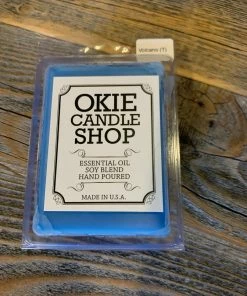 Volcano (T)
OKIE
CANDLE
SHOP
ESSENTIAL OIL
SOY BLEND
HAND POURED
MADE IN U.S.A.